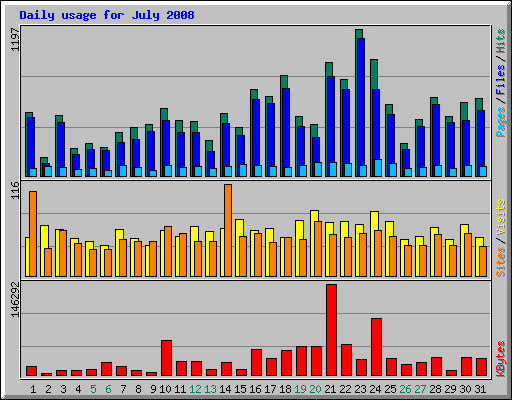 Daily usage for July 2008
1197
Pages / Files / Hits
116
Sites / Visits
146292
KBytes
1 2 3 4 5 6 7 8 9 10 11 12 13 14 15 16 17 18 19 20 21 22 23 24 25 26 27 28 29 30 31